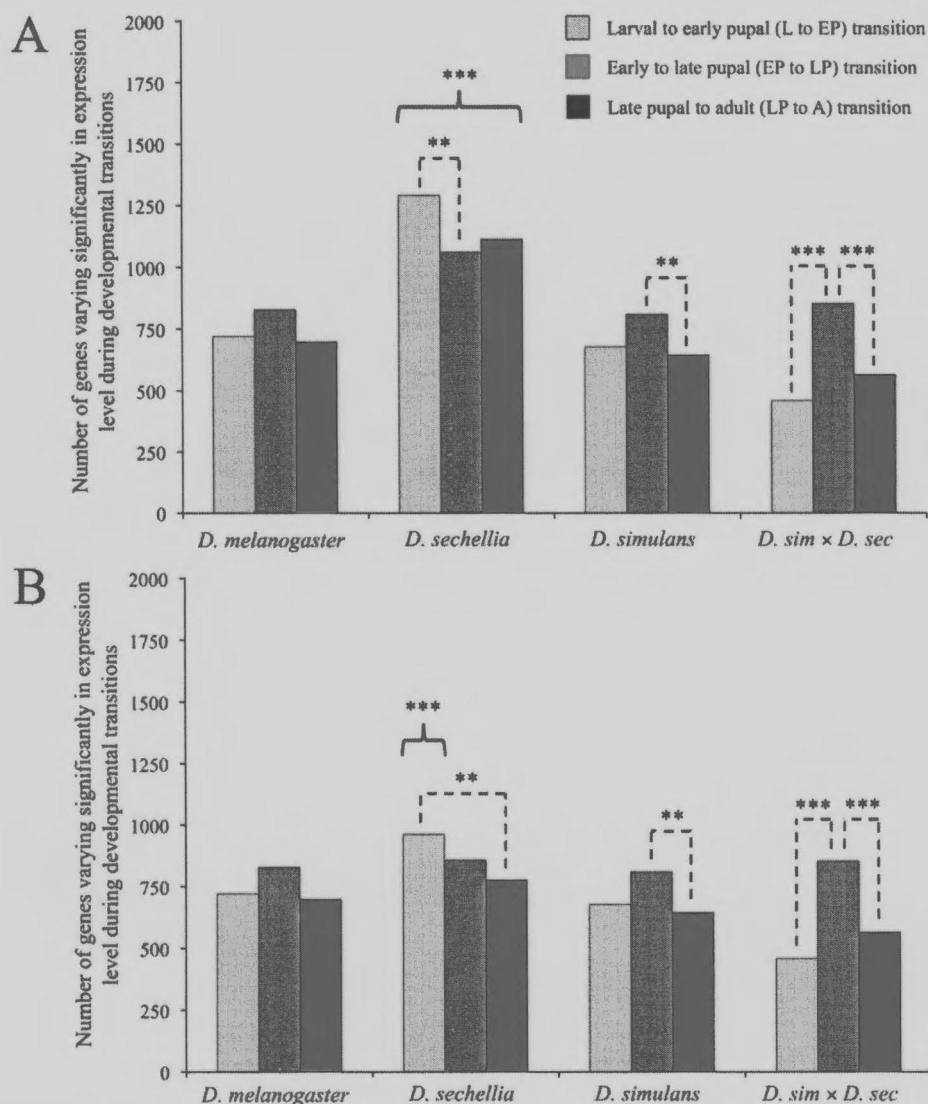 A
Number of genes varying significantly in expression
level during developmental transitions
2000
1750
1500
1250
1000
750
500
250
0
Larval to early pupal (L to EP) transition
Early to late pupal (EP to LP) transition
Late pupal to adult (LP to A) transition
***
**
**
*** ***
D. melanogaster D. sechellia D. simulans D. sim × D. sec
B
Number of genes varying significantly in expression
level during developmental transitions
2000
1750
1500
1250
1000
750
500
250
0
***
**
**
*** ***
D. melanogaster D. sechellia D. simulans D. sim × D. sec